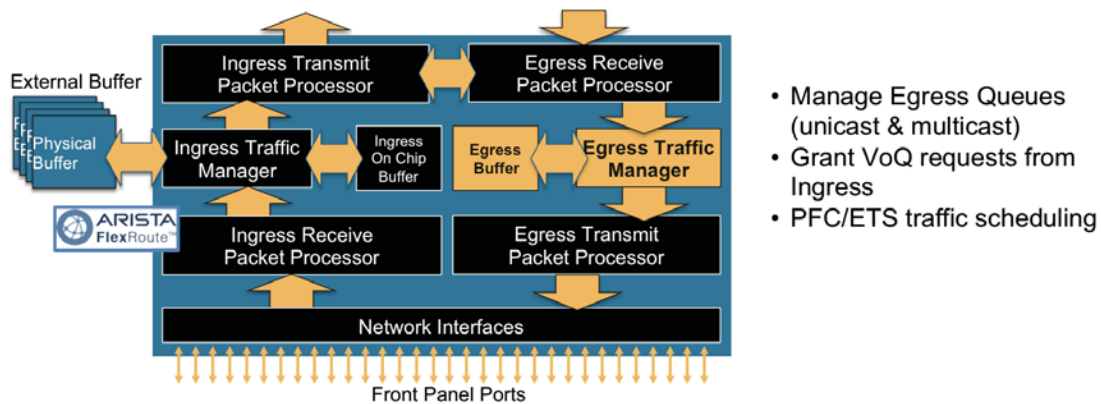 Ingress Transmit
Packet Processor
Egress Receive
Packet Processor
External Buffer
Physical
Buffer
Ingress Traffic
Manager
Ingress
On Chip
Buffer
Egress
Buffer
Egress Traffic
Manager
ARISTA
FlexRoute™
Ingress Receive
Packet Processor
Egress Transmit
Packet Processor
Network Interfaces
Front Panel Ports
• Manage Egress Queues
(unicast & multicast)
• Grant VoQ requests from
Ingress
• PFC/ETS traffic scheduling